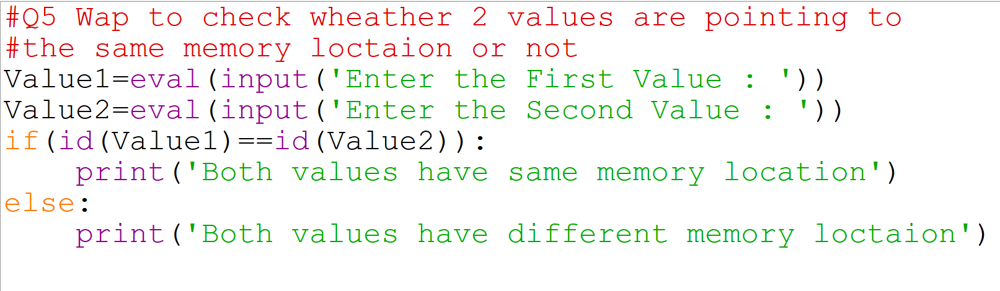 #Q5 Wap to check wheather 2 values are pointing to
#the same memory loctaion or not
Value1=eval(input('Enter the First Value : '))
Value2=eval(input('Enter the Second Value : '))
if(id(Value1)==id(Value2)):
    print('Both values have same memory location')
else:
    print('Both values have different memory loctaion')